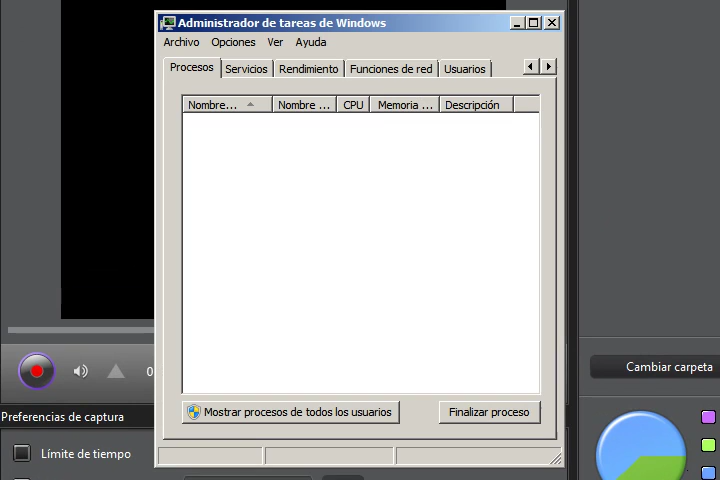 Administrador de tareas de Windows
Archivo Opciones Ver Ayuda
Procesos Servicios Rendimiento Funciones de red Usuarios
Nombre... Nombre ... CPU Memoria ... Descripción
0
Cambiar carpeta
Mostrar procesos de todos los usuarios Finalizar proceso
Preferencias de captura
Límite de tiempo